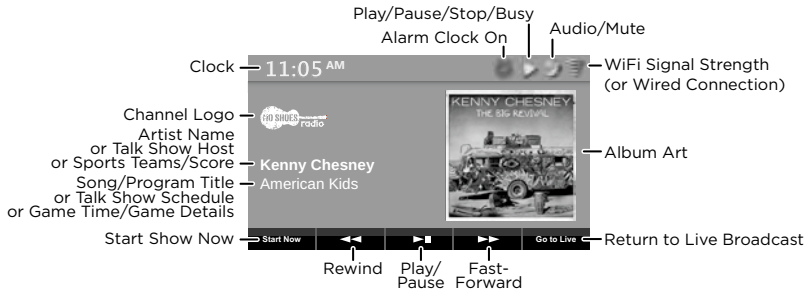 Play/Pause/Stop/Busy
Alarm Clock On
Audio/Mute
Clock
11:05 AM
WiFi Signal Strength
(or Wired Connection)
Channel Logo
NO SHOES
radio
KENNY CHESNEY
THE BIG REVIVAL
Artist Name
or Talk Show Host
or Sports Teams/Score
Kenny Chesney
Album Art
Song/Program Title
or Talk Show Schedule
or Game Time/Game Details
American Kids
Start Show Now
Start Now
Go to Live
Return to Live Broadcast
Rewind
Play/
Pause
Fast-
Forward